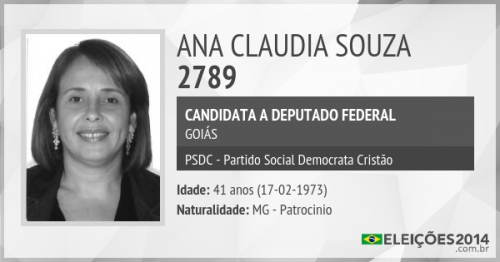 ANA CLAUDIA SOUZA
2789
CANDIDATA A DEPUTADO FEDERAL
GOIÁS
PSDC - Partido Social Democrata Cristão
Idade: 41 anos (17-02-1973)
Naturalidade: MG - Patrocinio
ELEIÇÕES2014
.com.br